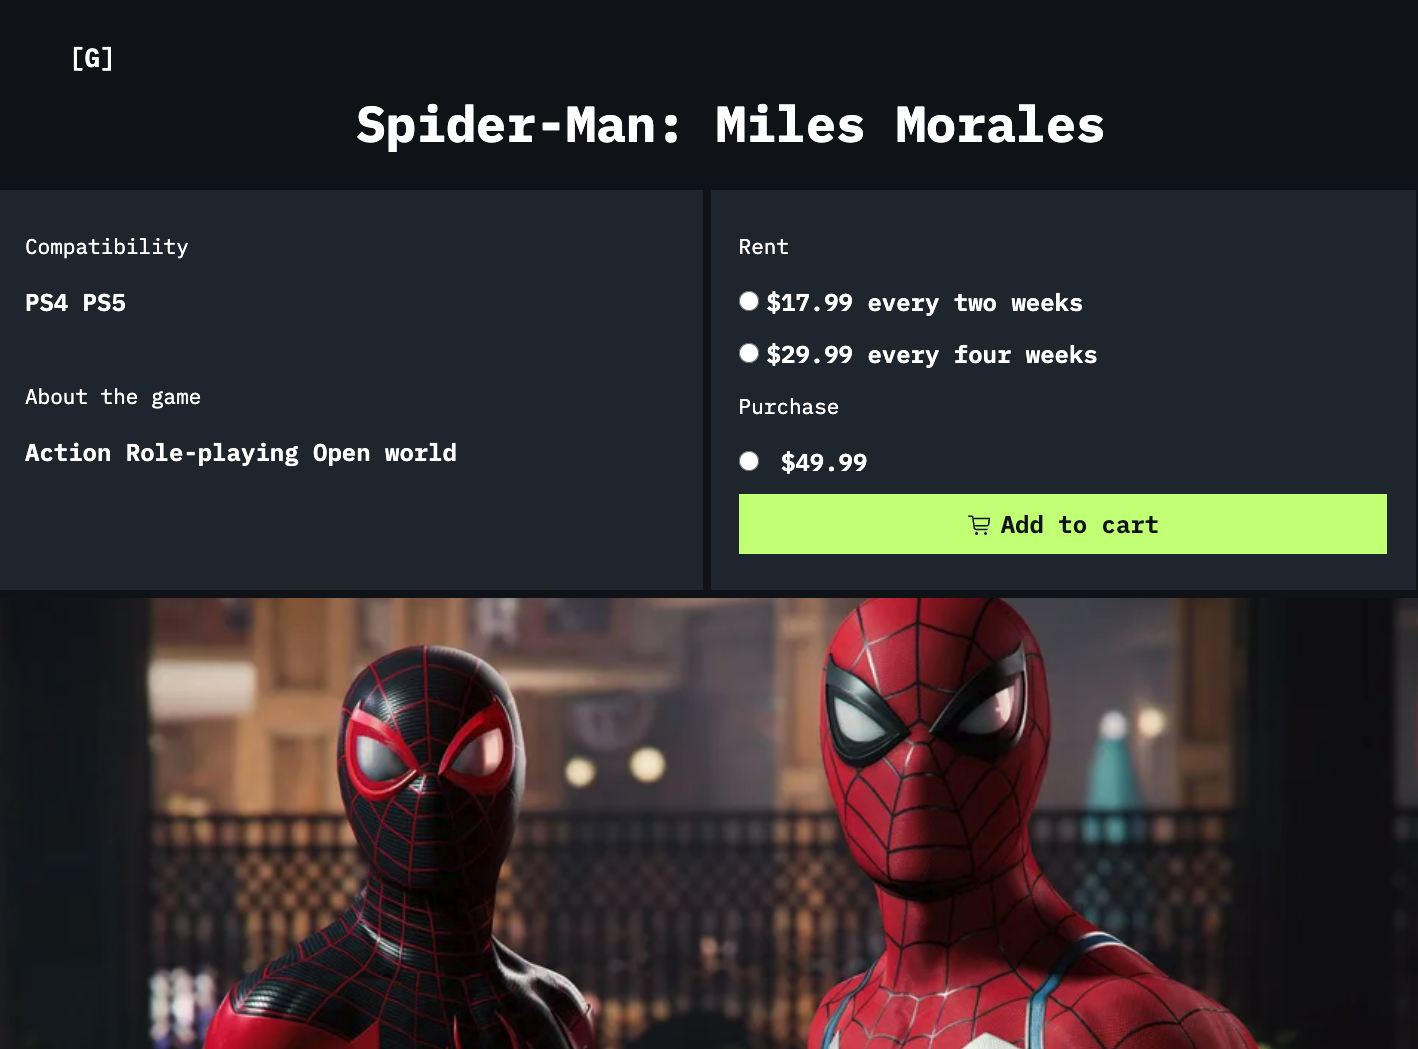 [G]
Spider-Man: Miles Morales
Compatibility
PS4 PS5
About the game
Action Role-playing Open world
Rent
$17.99 every two weeks
$29.99 every four weeks
Purchase
$49.99
Add to cart